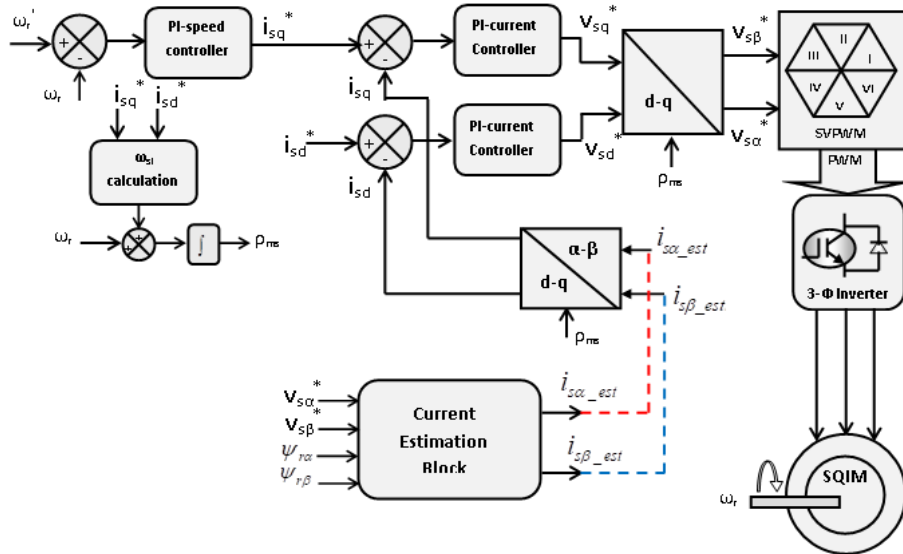 ωr'
+
-
ωr
PI-speed
controller
isq*
+
-
isq
PI-current
Controller
vsq*
d-q
ρms
vsβ*
vsα*
II
III
I
IV
VI
V
SVPWM
PWM
isq*
isd*
ωsl
calculation
ωr
+
+
∫
ρms
isd*
+
-
isd
PI-current
Controller
vsd*
α-β
d-q
ρms
isα_est
isβ_est
3-Φ Inverter
vsα*
vsβ*
ψrα
ψrβ
Current
Estimation
Block
isα_est
isβ_est
SQIM
ωr